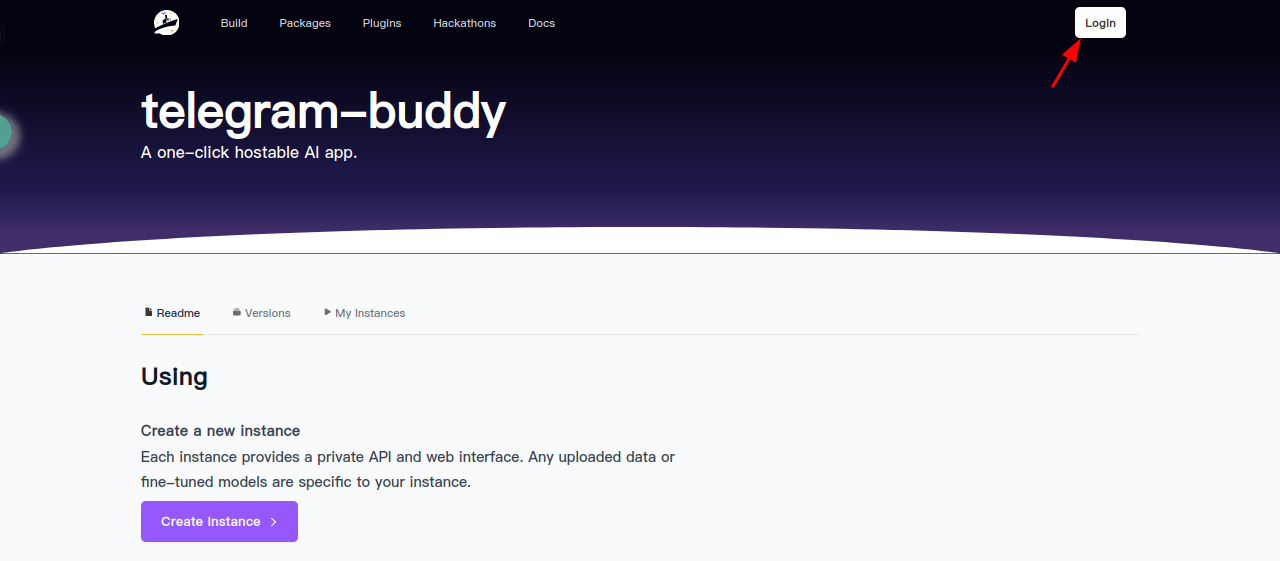 Build Packages Plugins Hackathons Docs Login
telegram-buddy
A one-click hostable AI app.
Readme Versions My Instances
Using
Create a new instance
Each instance provides a private API and web interface. Any uploaded data or
fine-tuned models are specific to your instance.
Create Instance